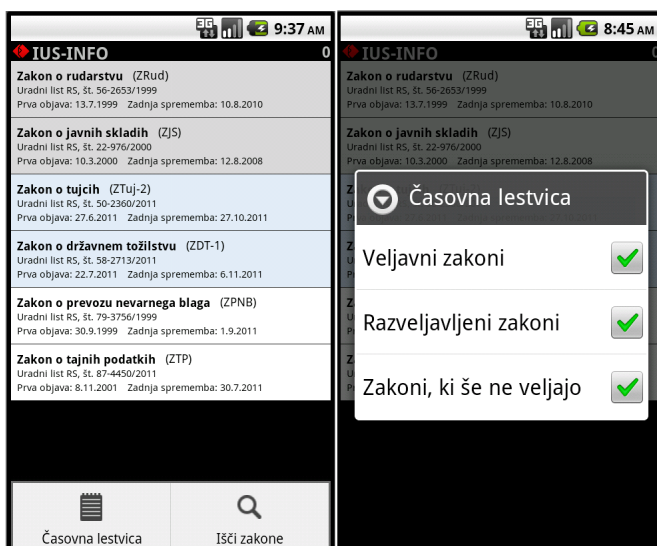 3G 9:37 AM
IUS-INFO 0
Zakon o rudarstvu (ZRud)
Uradni list RS, št. 56-2653/1999
Prva objava: 13.7.1999 Zadnja sprememba: 10.8.2010
Zakon o javnih skladih (ZJS)
Uradni list RS, št. 22-976/2000
Prva objava: 10.3.2000 Zadnja sprememba: 12.8.2008
Zakon o tujcih (ZTuj-2)
Uradni list RS, št. 50-2360/2011
Prva objava: 27.6.2011 Zadnja sprememba: 27.10.2011
Zakon o državnem tožilstvu (ZDT-1)
Uradni list RS, št. 58-2713/2011
Prva objava: 22.7.2011 Zadnja sprememba: 6.11.2011
Zakon o prevozu nevarnega blaga (ZPNB)
Uradni list RS, št. 79-3756/1999
Prva objava: 30.9.1999 Zadnja sprememba: 1.9.2011
Zakon o tajnih podatkih (ZTP)
Uradni list RS, št. 87-4450/2011
Prva objava: 8.11.2001 Zadnja sprememba: 30.7.2011
Časovna lestvica
Išči zakone
3G 8:45 AM
IUS-INFO 0
Zakon o rudarstvu (ZRud)
Uradni list RS, št. 56-2653/1999
Prva objava: 13.7.1999 Zadnja sprememba: 10.8.2010
Zakon o javnih skladih (ZJS)
Uradni list RS, št. 22-976/2000
Prva objava: 10.3.2000 Zadnja sprememba: 12.8.2008
Časovna lestvica
Veljavni zakoni
Razveljavljeni zakoni
Zakoni, ki še ne veljajo